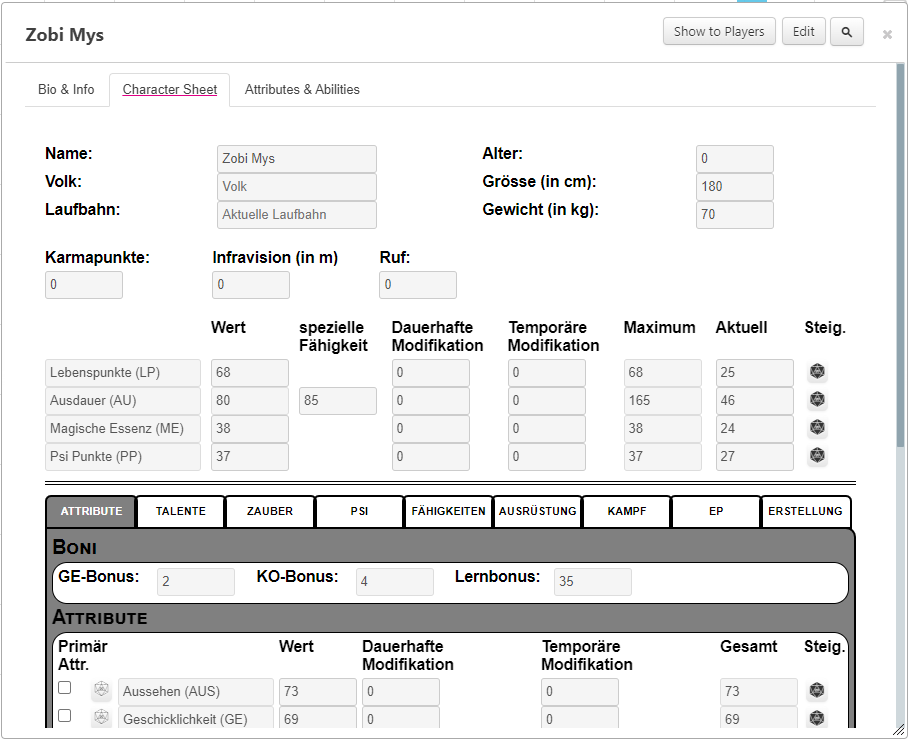 Zobi Mys Show to Players Edit ×
Bio & Info Character Sheet Attributes & Abilities
Name: Zobi Mys Alter: 0
Volk: Volk Grösse (in cm): 180
Laufbahn: Aktuelle Laufbahn Gewicht (in kg): 70
Karmapunkte: Infravision (in m) Ruf:
0 0 0
Wert spezielle Dauerhafte Temporäre Maximum Aktuell Steig.
Fähigkeit Modifikation Modifikation
Lebenspunkte (LP) 68 0 0 68 25
Ausdauer (AU) 80 85 0 0 165 46
Magische Essenz (ME) 38 0 0 38 24
Psi Punkte (PP) 37 0 0 37 27
ATTRIBUTE TALENTE ZAUBER PSI FÄHIGKEITEN AUSRÜSTUNG KAMPF EP ERSTELLUNG
BONI
GE-Bonus: 2 KO-Bonus: 4 Lernbonus: 35
ATTRIBUTE
Primär Wert Dauerhafte Temporäre Gesamt Steig.
Attr. Modifikation Modifikation
Aussehen (AUS) 73 0 0 73
Geschicklichkeit (GE) 69 0 0 69